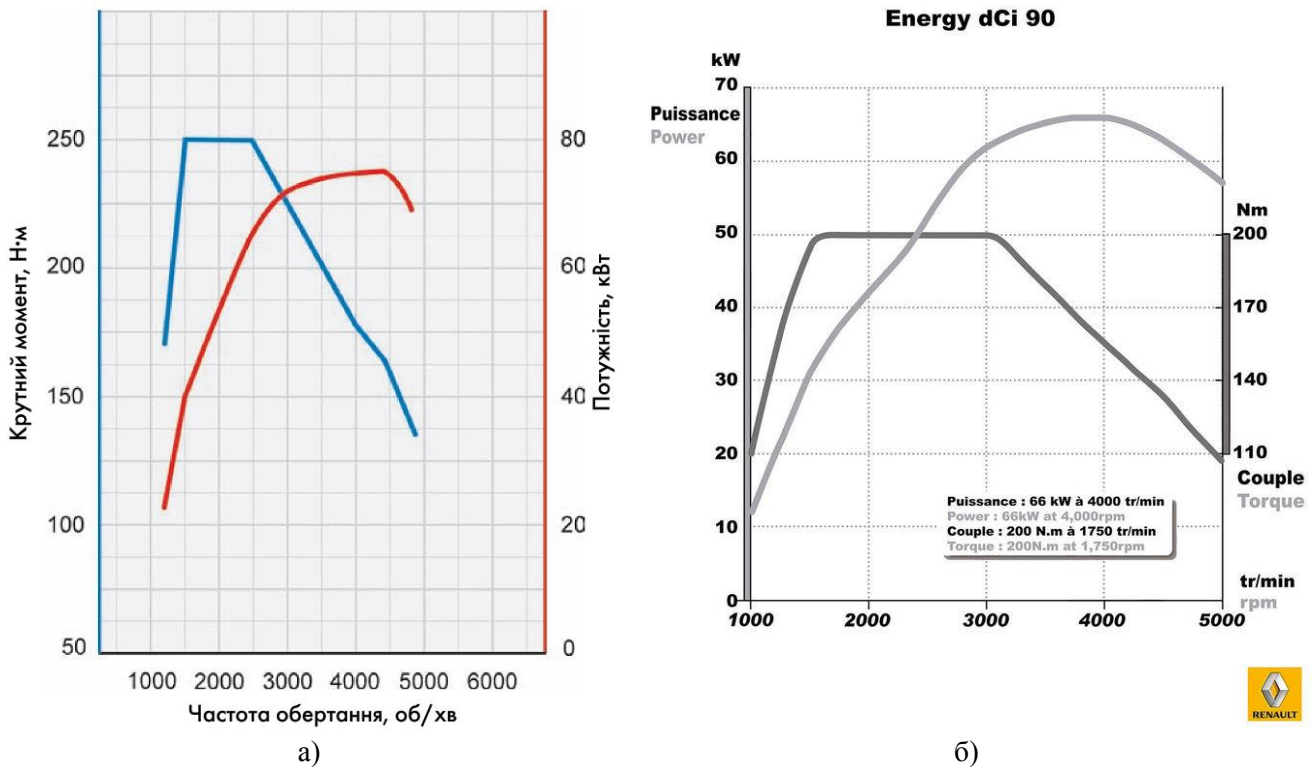 250
200
150
100
50
Крутний момент, Н·м
80
60
40
20
0
Потужність, кВт
1000 2000 3000 4000 5000 6000
Частота обертання, об/хв
а)
Energy dCi 90
kW
70
Puissance
Power
60
50
40
30
20
10
0
Nm
200
170
140
110
Couple
Torque
Puissance : 66 kW à 4000 tr/min
Power : 66kW at 4,000rpm
Couple : 200 N.m à 1750 tr/min
Torque : 200N.m at 1,750rpm
tr/min
rpm
1000 2000 3000 4000 5000
RENAULT
б)